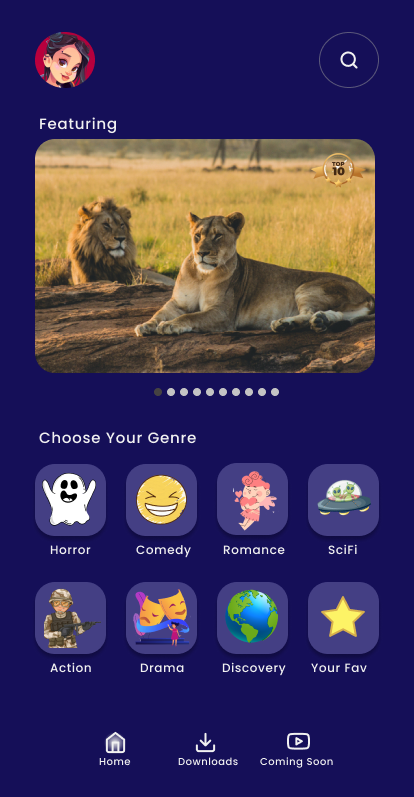 Featuring
TOP
10
Choose Your Genre
Horror Comedy Romance SciFi
Action Drama Discovery Your Fav
Home Downloads Coming Soon